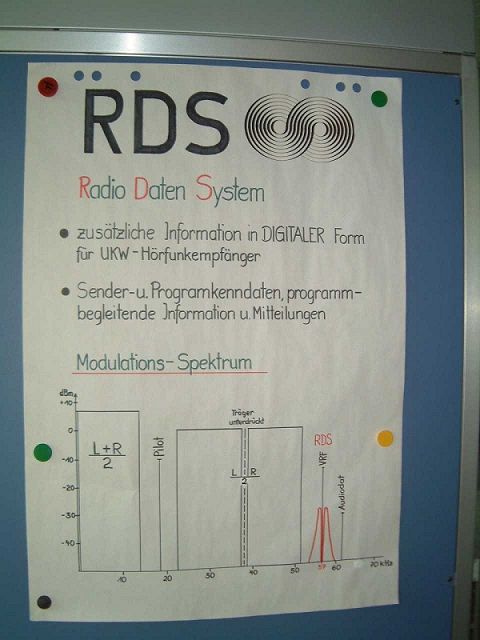 RDS
Radio Daten System
• zusätzliche Information in DIGITALER Form
für UKW-Hörfunkempfänger
• Sender-u. Programkenndaten, programm-
begleitende Information u. Mitteilungen
Modulations-Spektrum
dBm
+10
0
-10
-20
-30
-40
L+R
2
Pilot
Träger
unterdrückt
L R
2
RDS
VRF
Audiodat
10
20
30
40
50
57
60
70 kHz